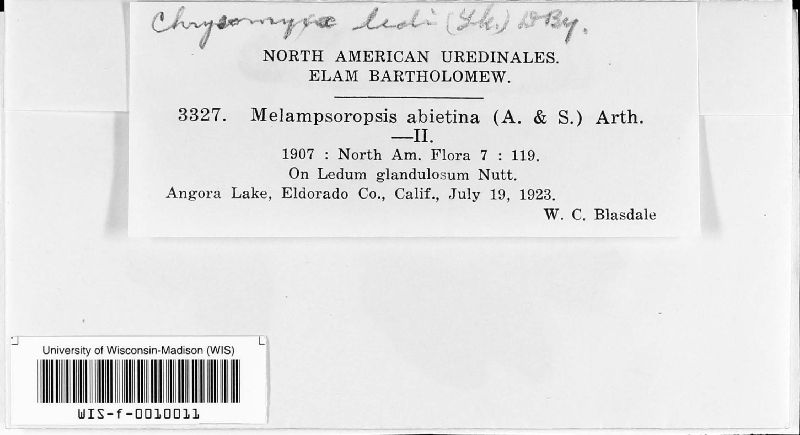 Chrysomyxa ledi (Lk.) DBy.
NORTH AMERICAN UREDINALES.
ELAM BARTHOLOMEW.
3327. Melampsoropsis abietina (A. & S.) Arth.
—II.
1907 : North Am. Flora 7 : 119.
On Ledum glandulosum Nutt.
Angora Lake, Eldorado Co., Calif., July 19, 1923.
W. C. Blasdale
University of Wisconsin-Madison (WIS)
WIS-f-0010011